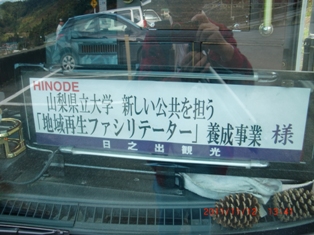 HINODE
山梨県立大学 新しい公共を担う
「地域再生ファシリテーター」養成事業 様
日之出観光